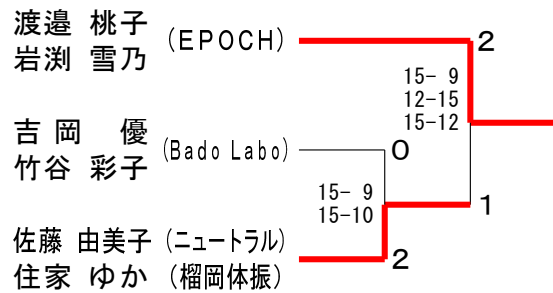 渡邉 桃子
岩渕 雪乃
(EPOCH)
2
15- 9
12-15
15-12
吉岡 優
竹谷 彩子
(Bado Labo)
0
15- 9
15-10
1
佐藤 由美子 (ニュートラル)
住家 ゆか (榴岡体振)
2